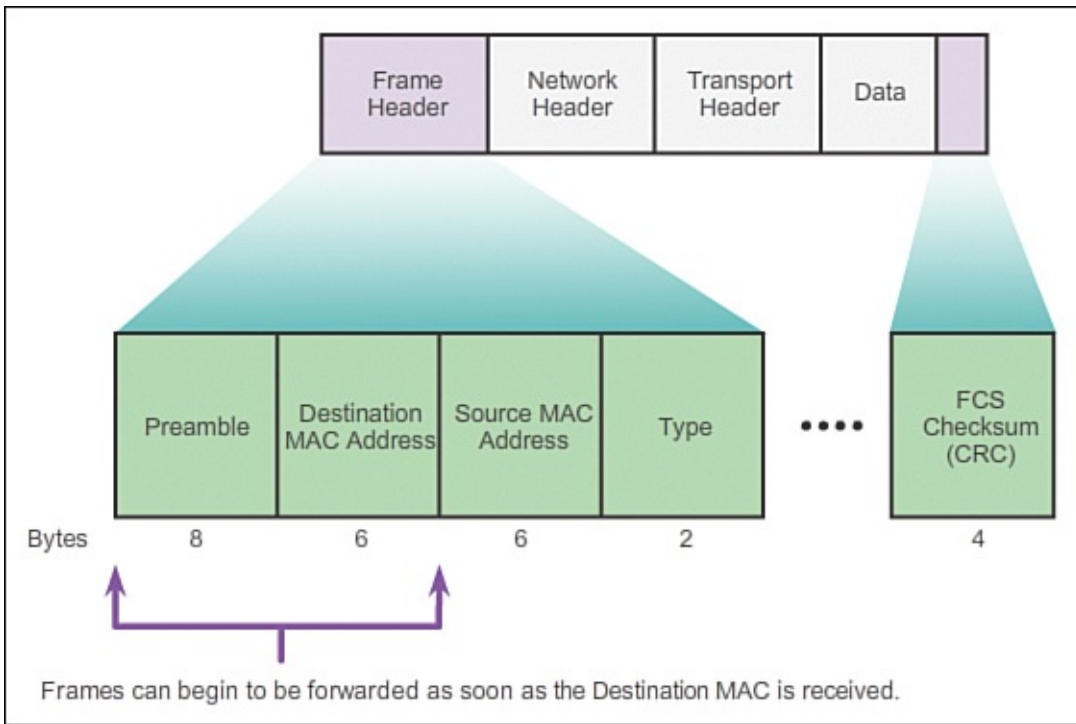 Frame
Header
Network
Header
Transport
Header
Data
Preamble
Destination
MAC Address
Source MAC
Address
Type
••••
FCS
Checksum
(CRC)
Bytes 8 6 6 2 4
Frames can begin to be forwarded as soon as the Destination MAC is received.